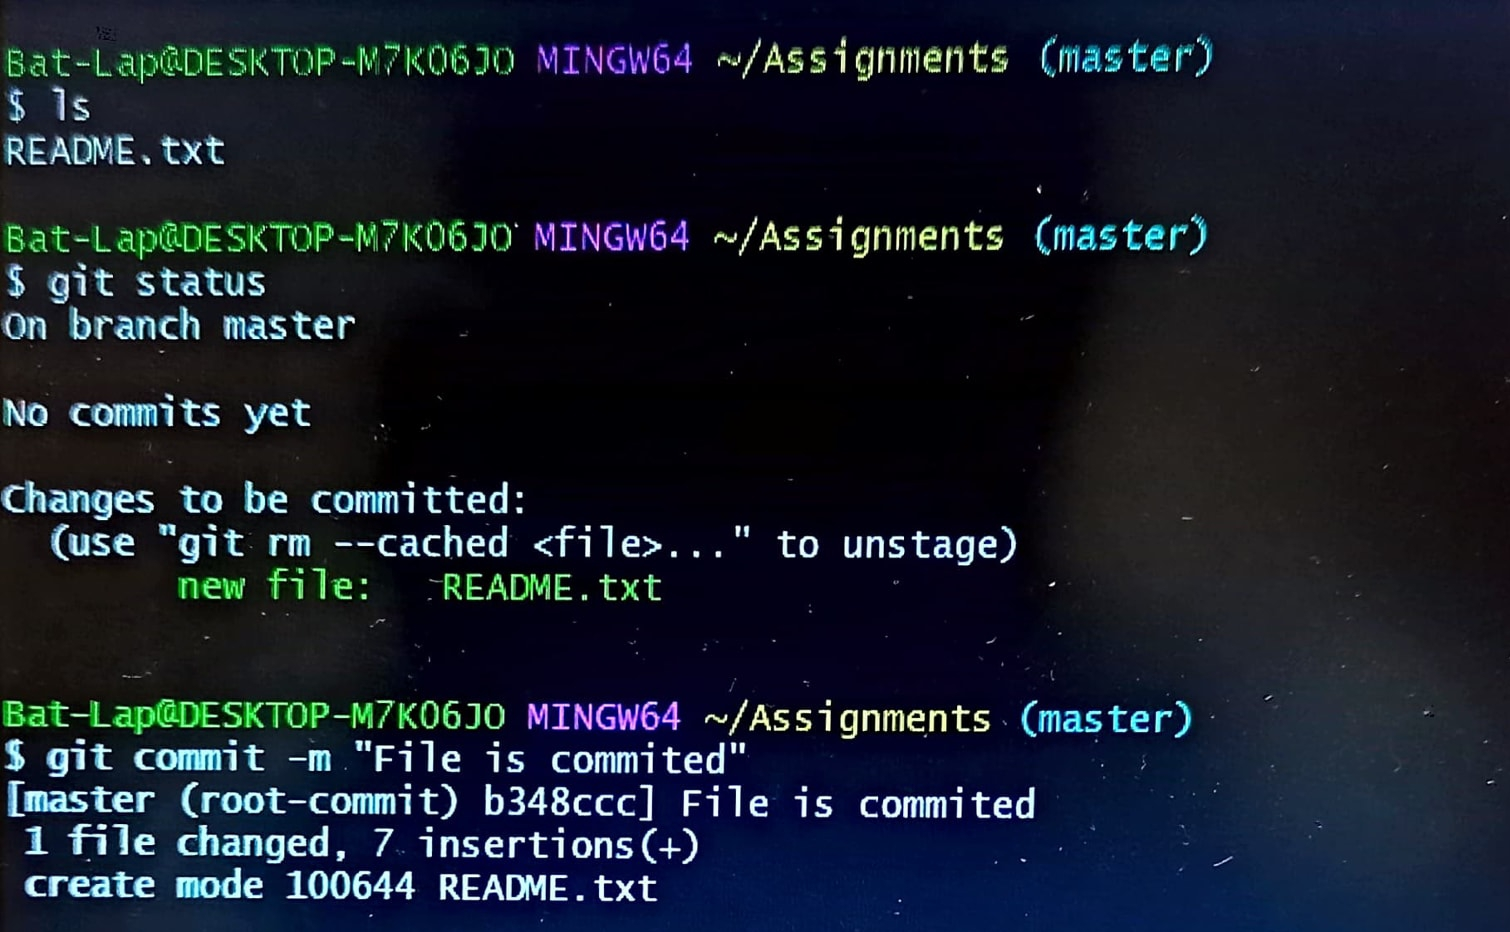 Bat-Lap@DESKTOP-M7KO6JO MINGW64 ~/Assignments (master)
$ ls
README.txt
Bat-Lap@DESKTOP-M7KO6JO MINGW64 ~/Assignments (master)
$ git status
On branch master
No commits yet
Changes to be committed:
(use "git rm --cached <file>..." to unstage)
new file: README.txt
Bat-Lap@DESKTOP-M7KO6JO MINGW64 ~/Assignments (master)
$ git commit -m "File is commited"
[master (root-commit) b348ccc] File is commited
1 file changed, 7 insertions(+)
create mode 100644 README.txt